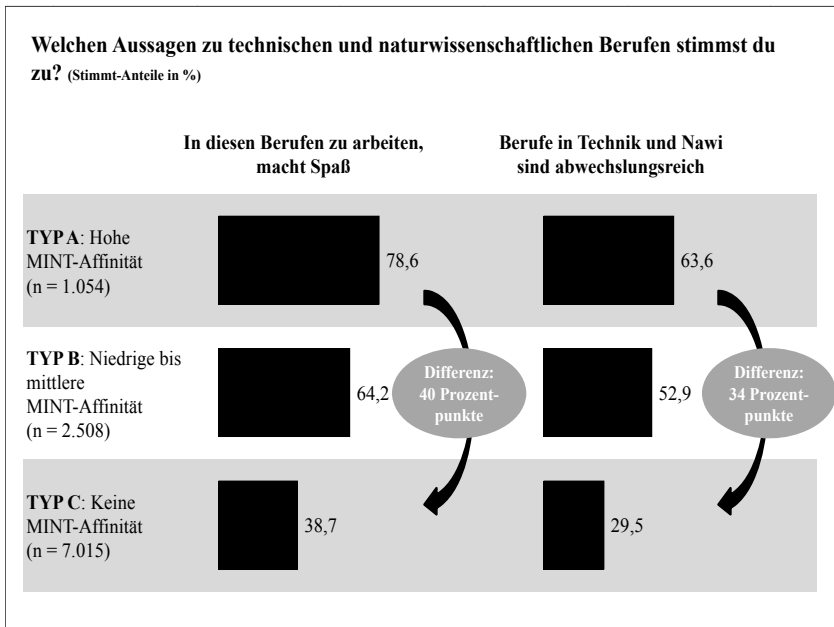 Welchen Aussagen zu technischen und naturwissenschaftlichen Berufen stimmst du
zu? (Stimmt-Anteile in %)
In diesen Berufen zu arbeiten,
macht Spaß
Berufe in Technik und Nawi
sind abwechslungsreich
TYP A: Hohe
MINT-Affinität
(n = 1.054)
78,6
63,6
TYP B: Niedrige bis
mittlere
MINT-Affinität
(n = 2.508)
64,2
Differenz:
40 Prozent-
punkte
52,9
Differenz:
34 Prozent-
punkte
TYP C: Keine
MINT-Affinität
(n = 7.015)
38,7
29,5